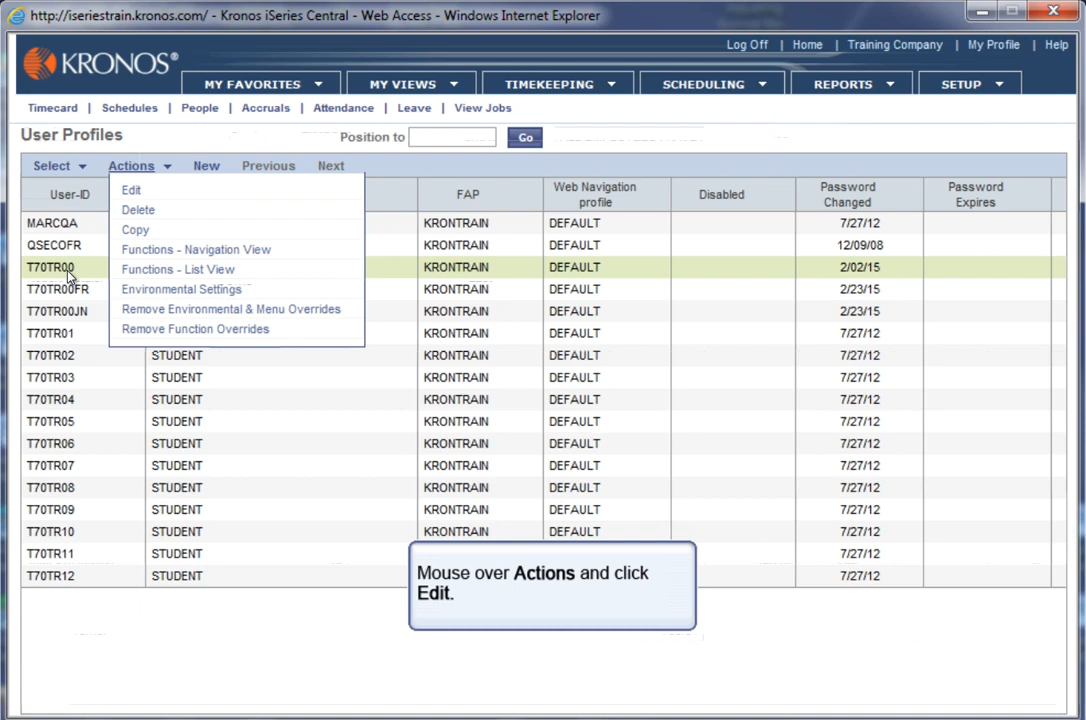 http://iseriestrain.kronos.com/ - Kronos iSeries Central - Web Access - Windows Internet Explorer
Log Off | Home | Training Company | My Profile | Help
KRONOS®
MY FAVORITES MY VIEWS TIMEKEEPING SCHEDULING REPORTS SETUP
Timecard | Schedules | People | Accruals | Attendance | Leave | View Jobs
User Profiles Position to Go
Select Actions New Previous Next
User-ID FAP Web Navigation profile Disabled Password Changed Password Expires
Edit
Delete
Copy
Functions - Navigation View
Functions - List View
Environmental Settings
Remove Environmental & Menu Overrides
Remove Function Overrides
MARCQA KRONTRAIN DEFAULT 7/27/12
QSECOFR KRONTRAIN DEFAULT 12/09/08
T70TR00 KRONTRAIN DEFAULT 2/02/15
T70TR00FR KRONTRAIN DEFAULT 2/23/15
T70TR00JN KRONTRAIN DEFAULT 2/23/15
T70TR01 KRONTRAIN DEFAULT 7/27/12
T70TR02 STUDENT KRONTRAIN DEFAULT 7/27/12
T70TR03 STUDENT KRONTRAIN DEFAULT 7/27/12
T70TR04 STUDENT KRONTRAIN DEFAULT 7/27/12
T70TR05 STUDENT KRONTRAIN DEFAULT 7/27/12
T70TR06 STUDENT KRONTRAIN DEFAULT 7/27/12
T70TR07 STUDENT KRONTRAIN DEFAULT 7/27/12
T70TR08 STUDENT KRONTRAIN DEFAULT 7/27/12
T70TR09 STUDENT KRONTRAIN DEFAULT 7/27/12
T70TR10 STUDENT KRONTRAIN DEFAULT 7/27/12
T70TR11 STUDENT 7/27/12
T70TR12 STUDENT 7/27/12
Mouse over Actions and click
Edit.